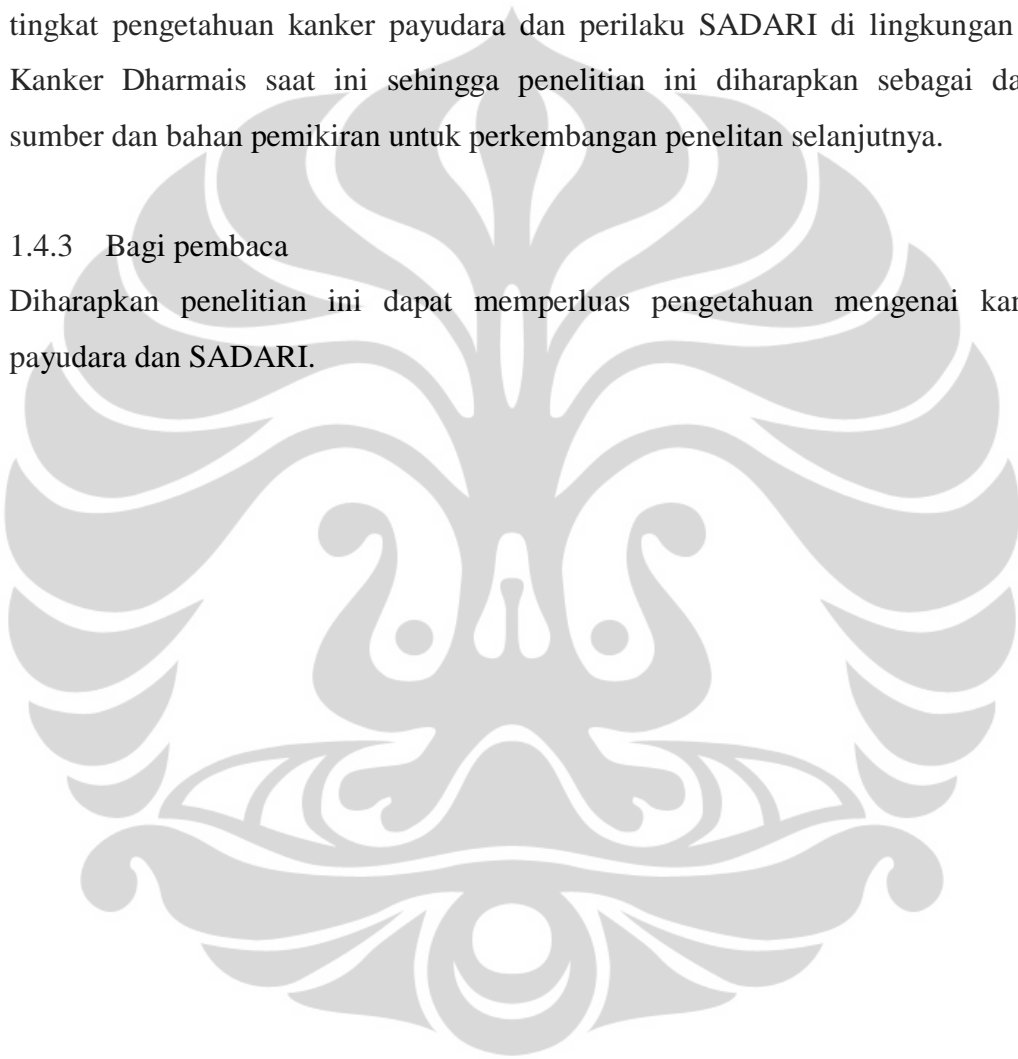 tingkat pengetahuan kanker payudara dan perilaku SADARI di lingkungan
Kanker Dharmais saat ini sehingga penelitian ini diharapkan sebagai da
sumber dan bahan pemikiran untuk perkembangan penelitan selanjutnya.
1.4.3 Bagi pembaca
Diharapkan penelitian ini dapat memperluas pengetahuan mengenai kan
payudara dan SADARI.